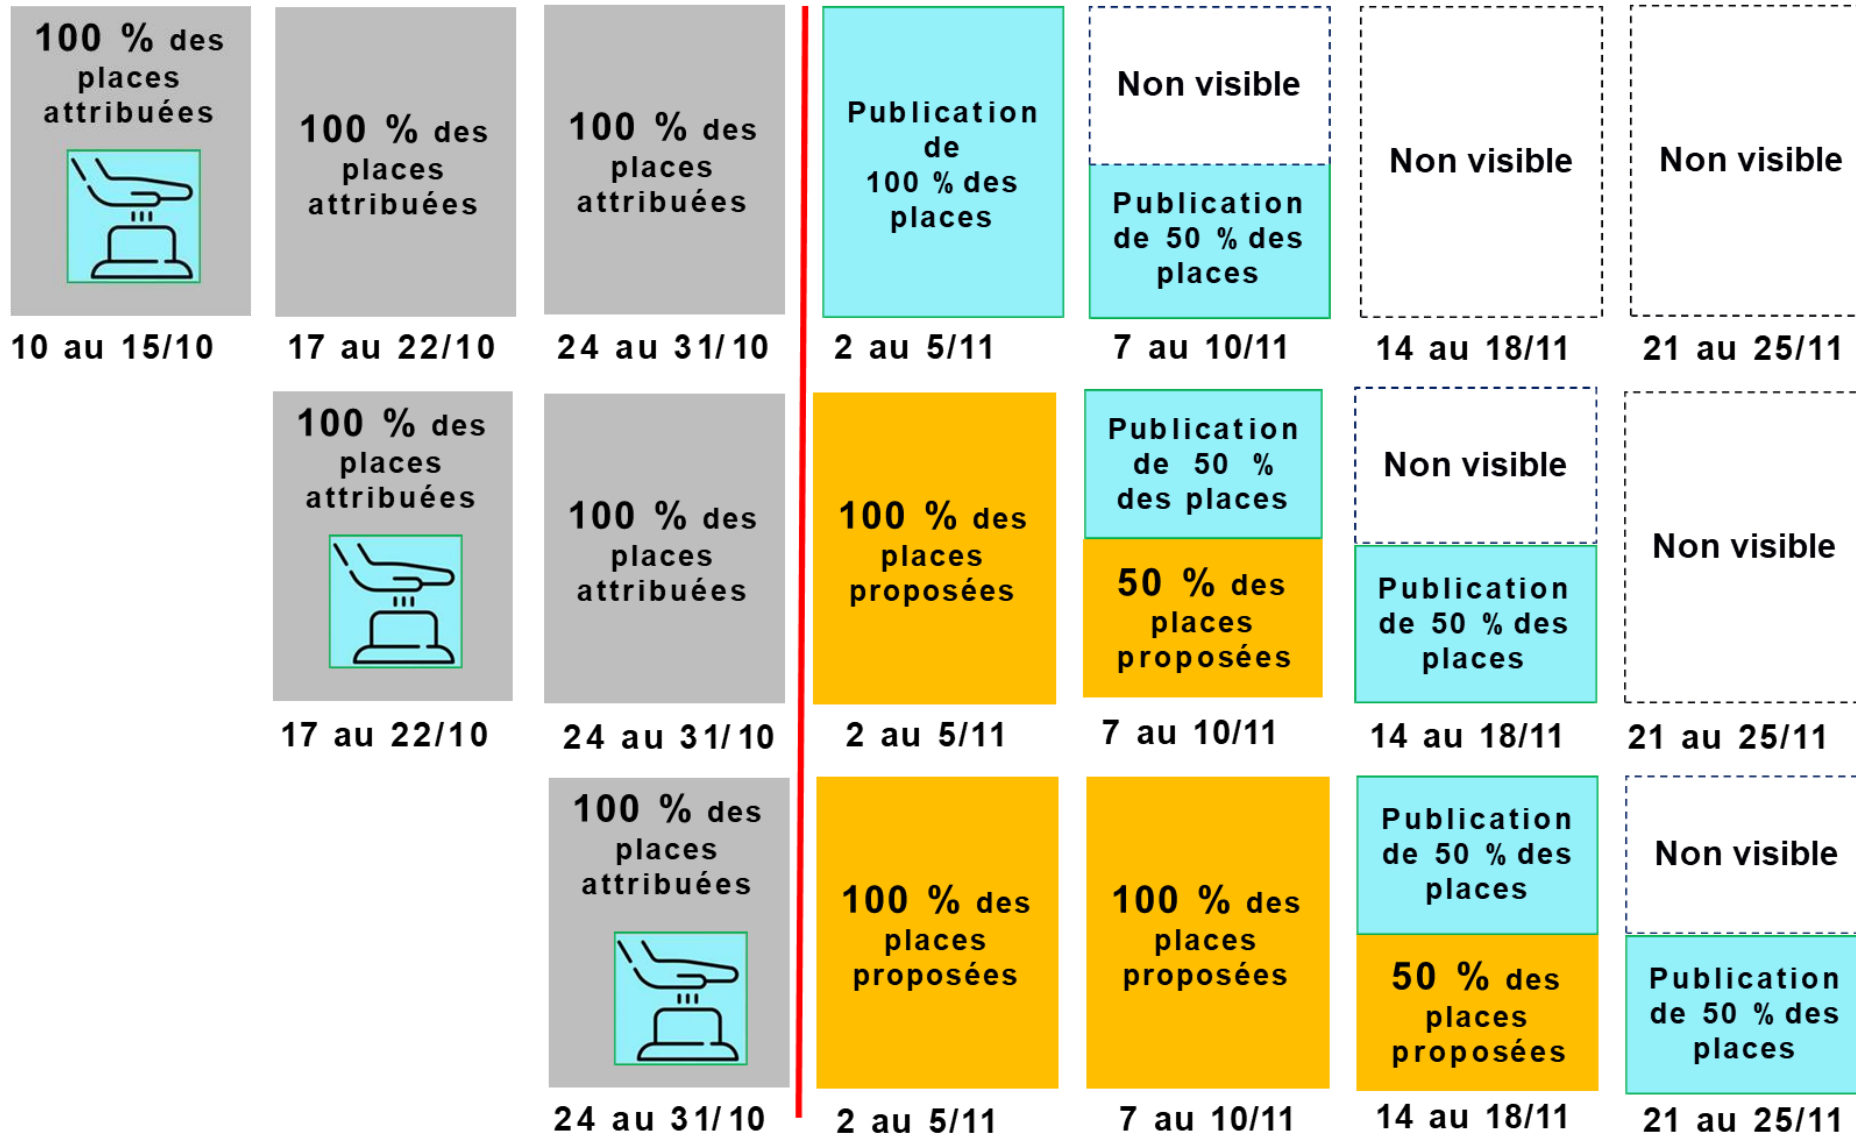 100 % des
places
attribuées
100 % des
places
attribuées
100 % des
places
attribuées
Publication
de
100 % des
places
Non visible
Publication
de 50 % des
places
Non visible
Non visible
10 au 15/10
17 au 22/10
24 au 31/10
2 au 5/11
7 au 10/11
14 au 18/11
21 au 25/11
100 % des
places
attribuées
100 % des
places
attribuées
100 % des
places
proposées
Publication
de 50 %
des places
50 % des
places
proposées
Non visible
Publication
de 50 % des
places
Non visible
17 au 22/10
24 au 31/10
2 au 5/11
7 au 10/11
14 au 18/11
21 au 25/11
100 % des
places
attribuées
100 % des
places
proposées
100 % des
places
proposées
Publication
de 50 % des
places
50 % des
places
proposées
Non visible
Publication
de 50 % des
places
24 au 31/10
2 au 5/11
7 au 10/11
14 au 18/11
21 au 25/11